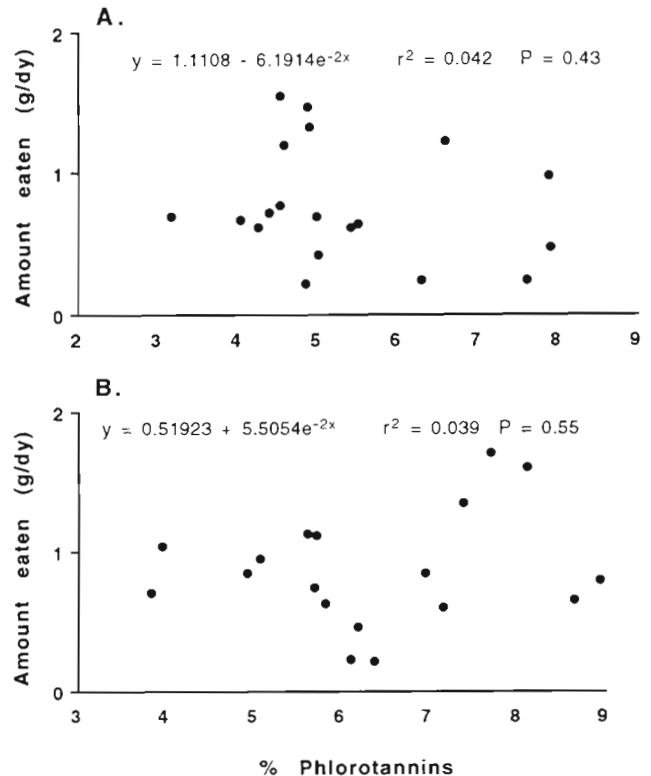 A.
y = 1.1108 - 6.1914e-2x r2 = 0.042 P = 0.43
Amount eaten (g/dy)
2
1
0
2 3 4 5 6 7 8 9
B.
y = 0.51923 + 5.5054e-2x r2 = 0.039 P = 0.55
Amount eaten (g/dy)
2
1
0
3 4 5 6 7 8 9
% Phlorotannins